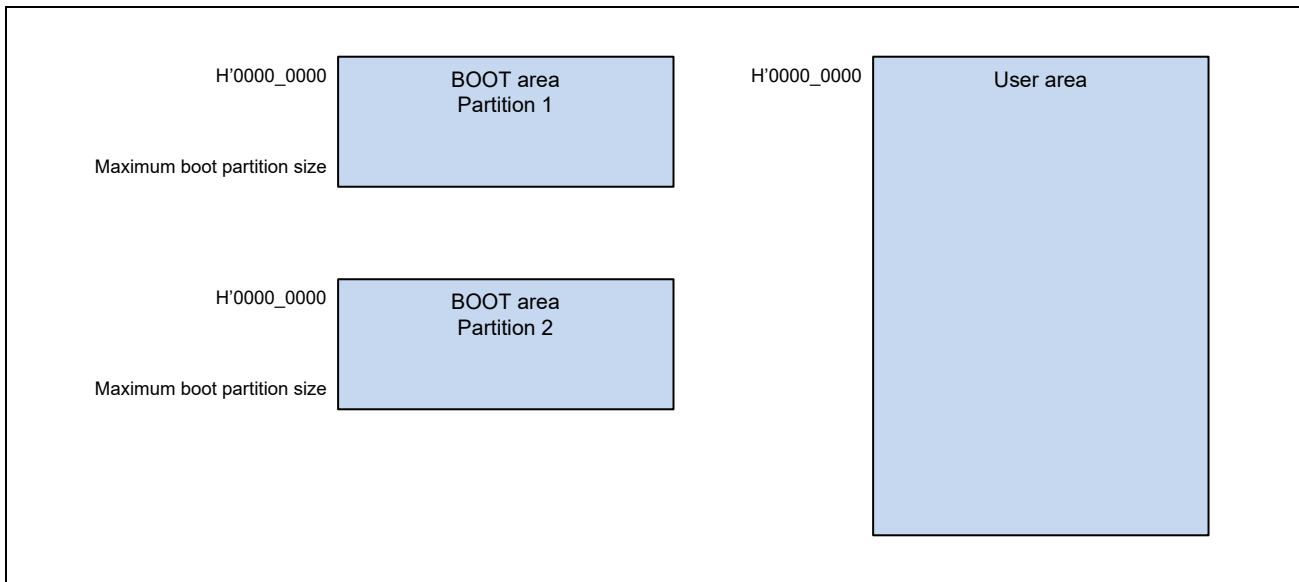 H’0000_0000
BOOT area
Partition 1
Maximum boot partition size
H’0000_0000
BOOT area
Partition 2
Maximum boot partition size
H’0000_0000
User area